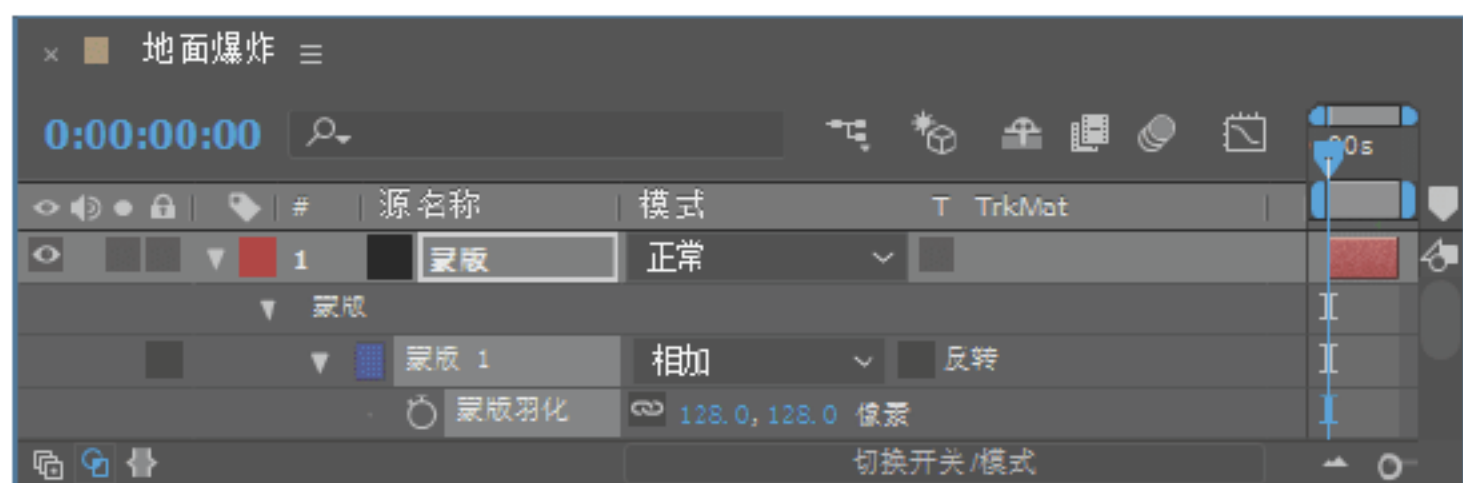 地面爆炸
0:00:00:00
00s
# 源名称 模式 T TrkMat
1 蒙版 正常
蒙版
蒙版 1 相加 反转
蒙版羽化 128.0,128.0 像素
切换开关/模式